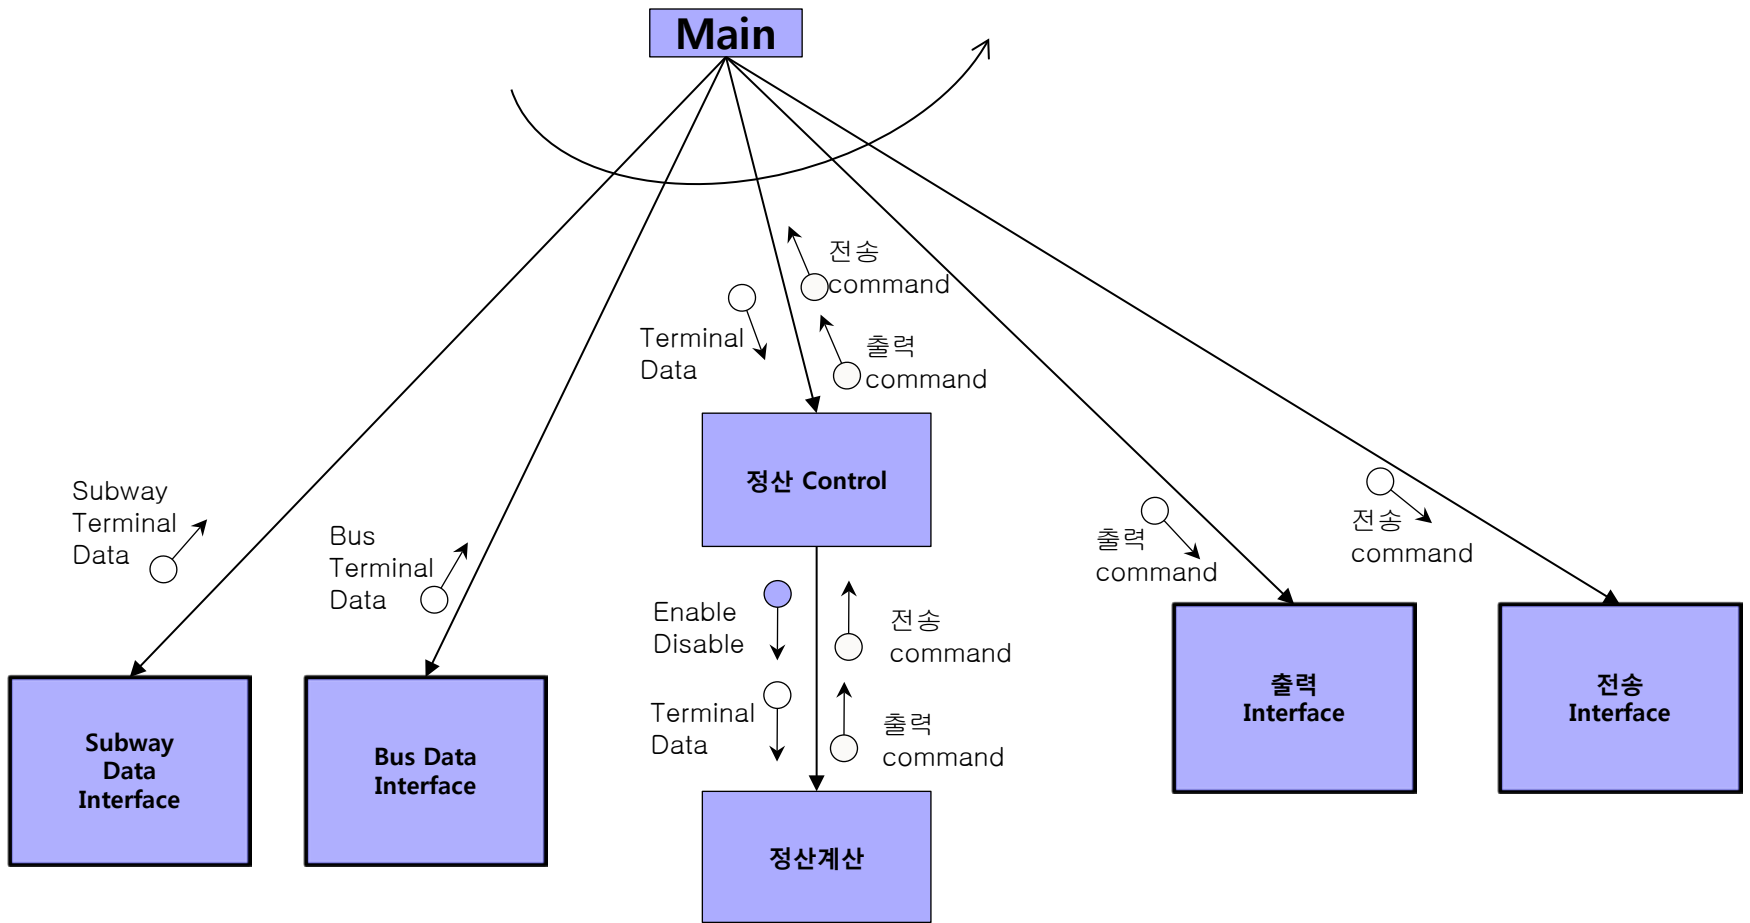 Main
전송
command
Terminal
Data
출력
command
정산 Control
Subway
Terminal
Data
Bus
Terminal
Data
출력
command
전송
command
Enable
Disable
전송
command
Terminal
Data
출력
command
Subway
Data
Interface
Bus Data
Interface
정산계산
출력
Interface
전송
Interface